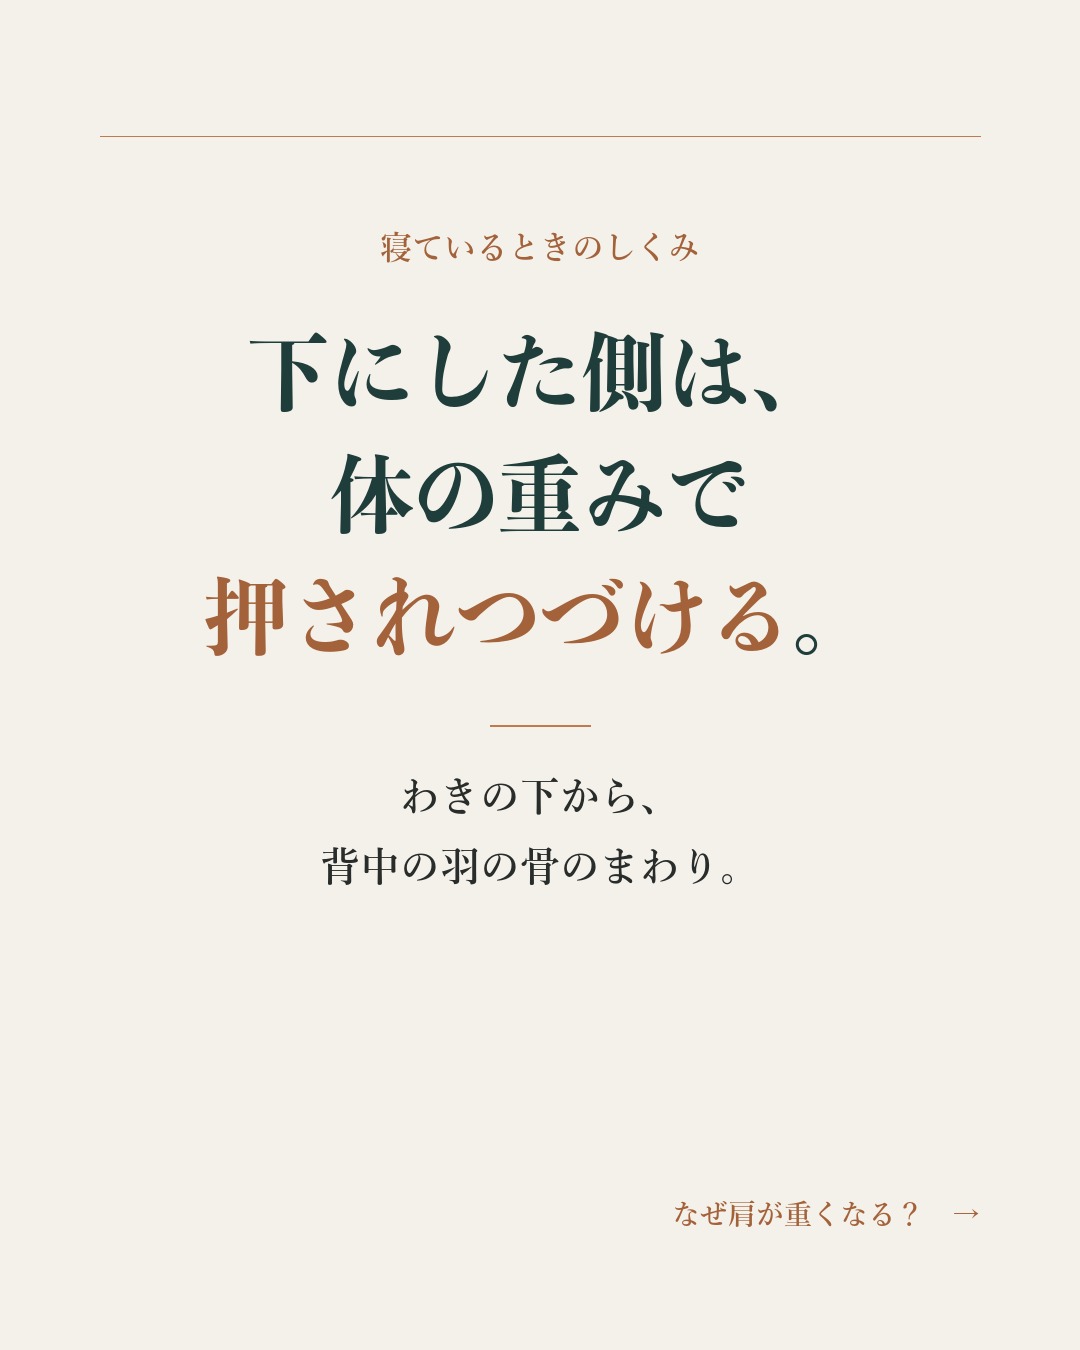 寝ているときのしくみ
下にした側は、
体の重みで
押されつづける。
わきの下から、
背中の羽の骨のまわり。
なぜ肩が重くなる？　→